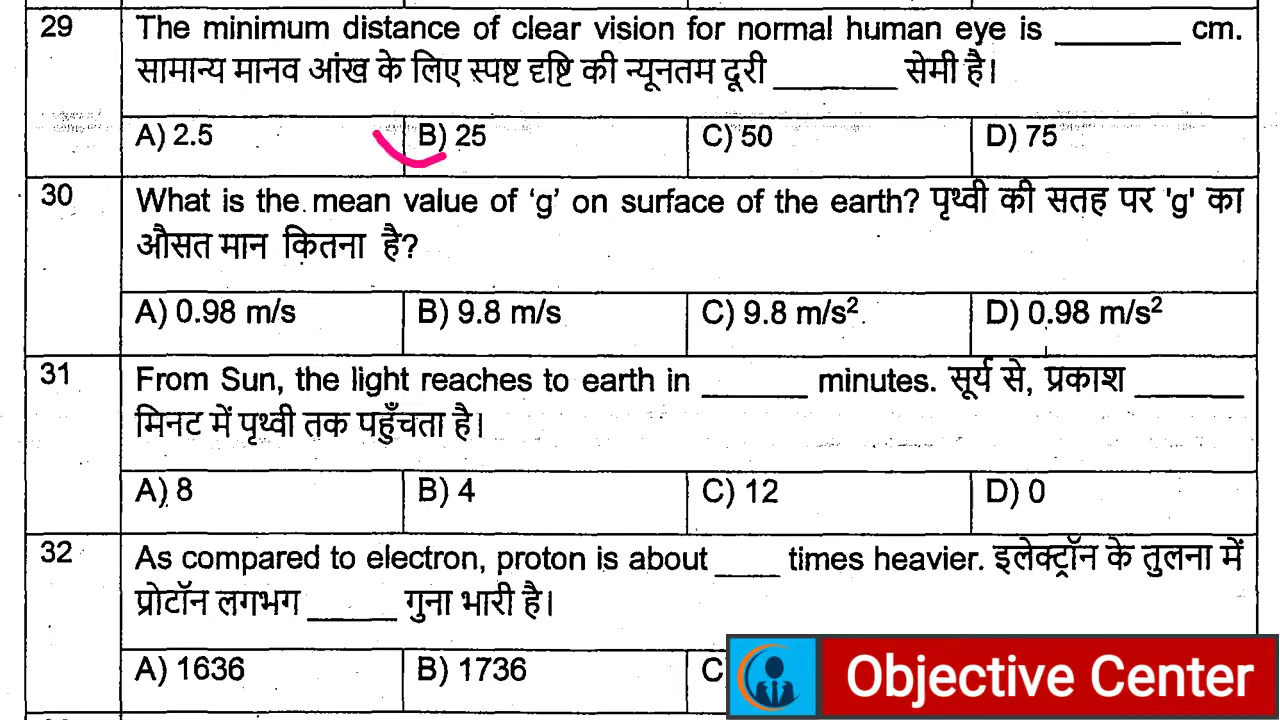 29 The minimum distance of clear vision for normal human eye is ________ cm.
सामान्य मानव आंख के लिए स्पष्ट दृष्टि की न्यूनतम दूरी ________ सेमी है।
A) 2.5 B) 25 C) 50 D) 75
30 What is the mean value of ‘g’ on surface of the earth? पृथ्वी की सतह पर 'g' का
औसत मान कितना है?
A) 0.98 m/s B) 9.8 m/s C) 9.8 m/s². D) 0.98 m/s²
31 From Sun, the light reaches to earth in _______ minutes. सूर्य से, प्रकाश _______
मिनट में पृथ्वी तक पहुँचता है।
A) 8 B) 4 C) 12 D) 0
32 As compared to electron, proton is about ____ times heavier. इलेक्ट्रॉन के तुलना में
प्रोटॉन लगभग ______ गुना भारी है।
A) 1636 B) 1736 C
Objective Center